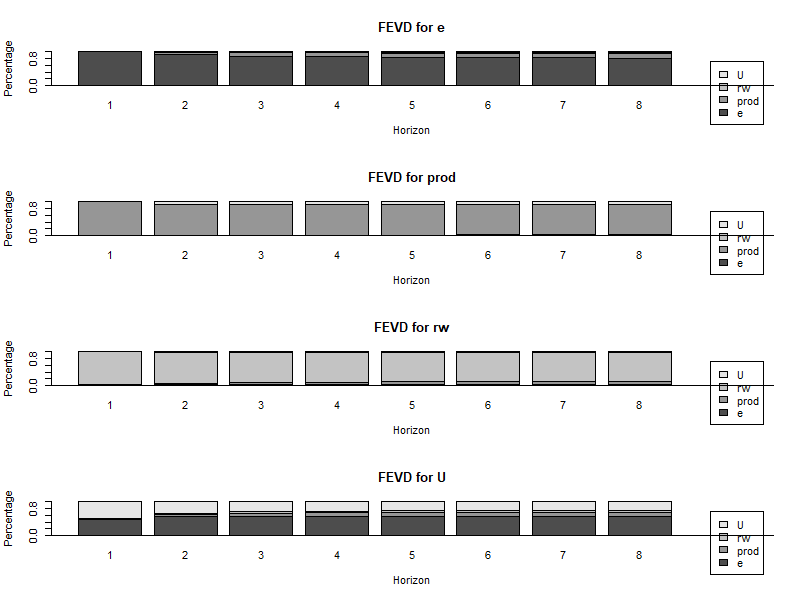 FEVD for e
Percentage
0.0 0.8
1 2 3 4 5 6 7 8
Horizon
U
rw
prod
e
FEVD for prod
Percentage
0.0 0.8
1 2 3 4 5 6 7 8
Horizon
U
rw
prod
e
FEVD for rw
Percentage
0.0 0.8
1 2 3 4 5 6 7 8
Horizon
U
rw
prod
e
FEVD for U
Percentage
0.0 0.8
1 2 3 4 5 6 7 8
Horizon
U
rw
prod
e